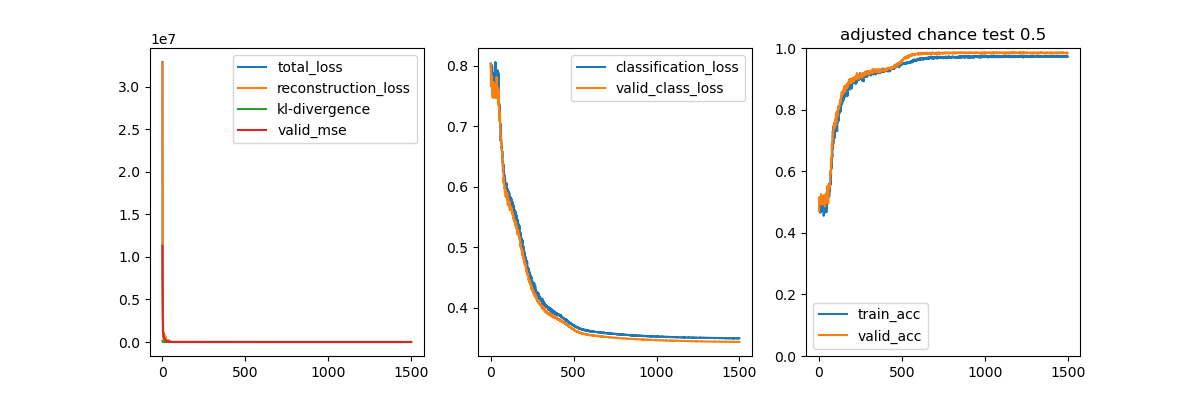 1e7
3.0
2.5
2.0
1.5
1.0
0.5
0.0
0 500 1000 1500
total_loss
reconstruction_loss
kl-divergence
valid_mse
0.8
0.7
0.6
0.5
0.4
0 500 1000 1500
classification_loss
valid_class_loss
adjusted chance test 0.5
1.0
0.8
0.6
0.4
0.2
0.0
0 500 1000 1500
train_acc
valid_acc